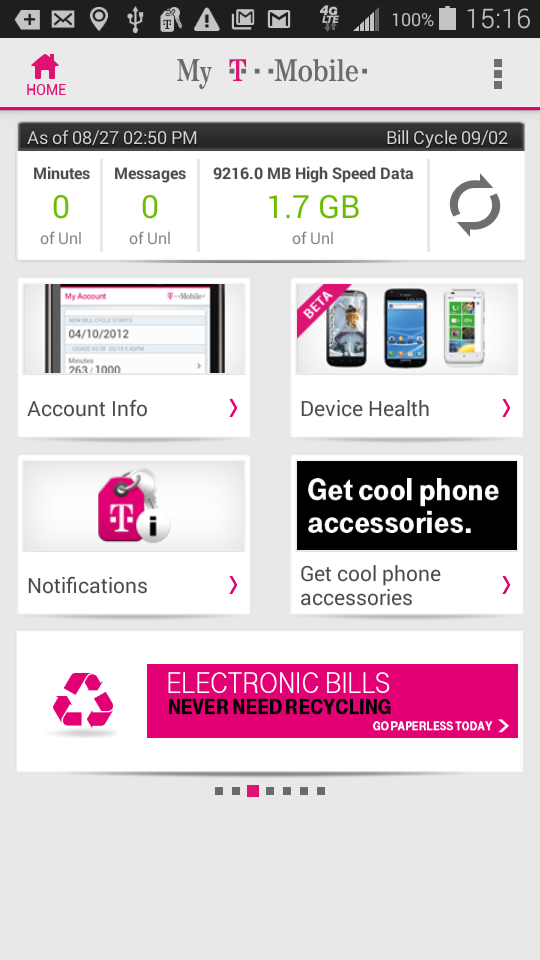 4G LTE 100% 15:16
HOME
My T··Mobile·
As of 08/27 02:50 PM Bill Cycle 09/02
Minutes Messages 9216.0 MB High Speed Data
0 0 1.7 GB
of Unl of Unl of Unl
My Account T··Mobile·
NEW BILL CYCLE STARTS
04/10/2012
USAGE AS OF
Minutes
263 / 1000
BETA
Account Info
Device Health
T i
Get cool phone
accessories.
Notifications
Get cool phone
accessories
ELECTRONIC BILLS
NEVER NEED RECYCLING
GO PAPERLESS TODAY